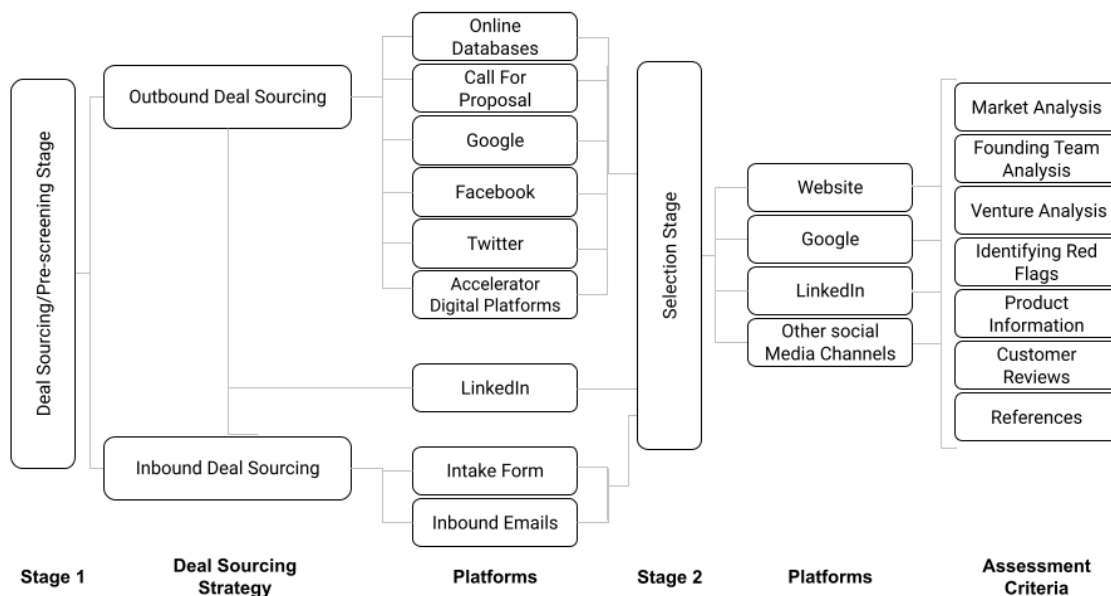 Deal Sourcing/Pre-screening Stage
Outbound Deal Sourcing
Inbound Deal Sourcing
Online
Databases
Call For
Proposal
Google
Facebook
Twitter
Accelerator
Digital Platforms
LinkedIn
Intake Form
Inbound Emails
Selection Stage
Website
Google
LinkedIn
Other social
Media Channels
Market Analysis
Founding Team
Analysis
Venture Analysis
Identifying Red
Flags
Product
Information
Customer
Reviews
References
Stage 1
Deal Sourcing
Strategy
Platforms
Stage 2
Platforms
Assessment
Criteria